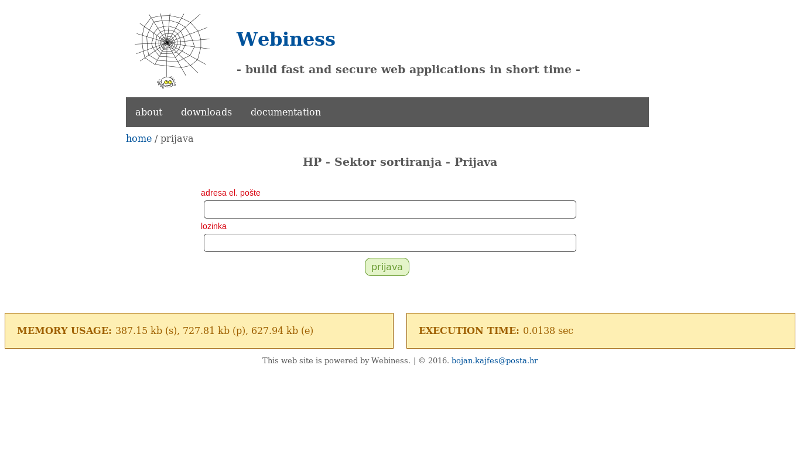 Webiness
- build fast and secure web applications in short time -
about downloads documentation
home / prijava
HP - Sektor sortiranja - Prijava
adresa el. pošte
lozinka
prijava
MEMORY USAGE: 387.15 kb (s), 727.81 kb (p), 627.94 kb (e)
EXECUTION TIME: 0.0138 sec
This web site is powered by Webiness. | © 2016. bojan.kajfes@posta.hr